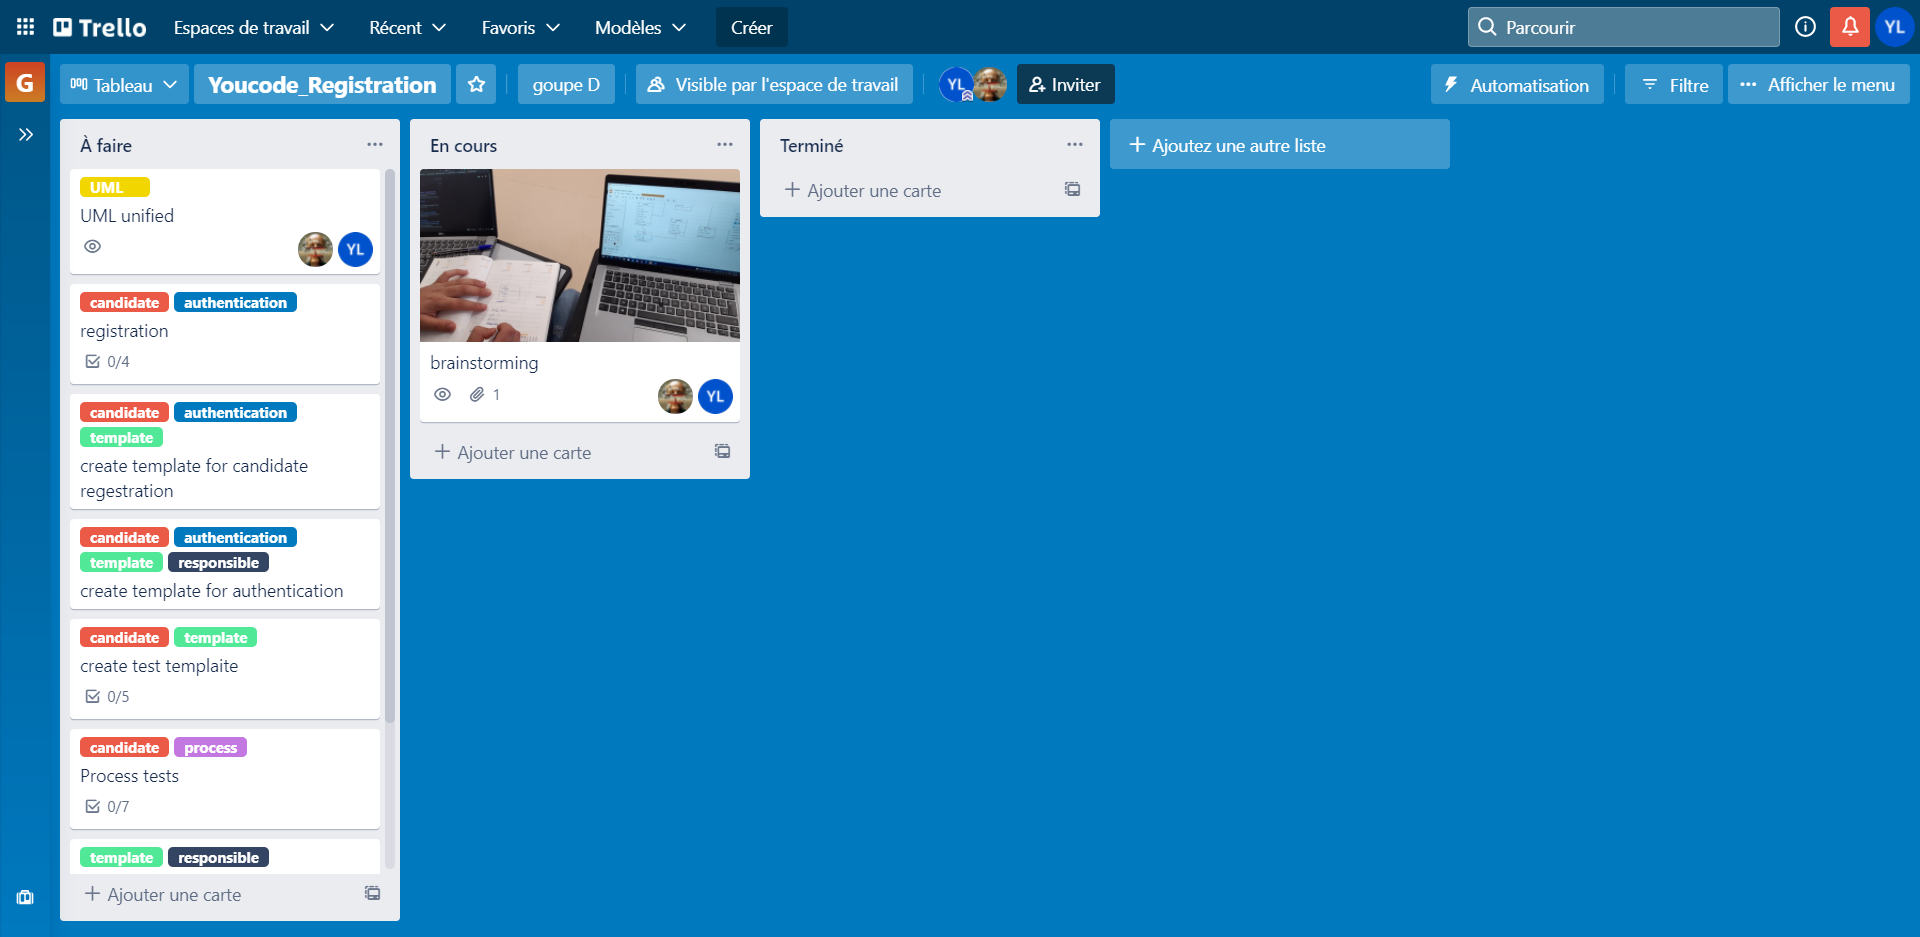 Trello
Espaces de travail
Récent
Favoris
Modèles
Créer
Parcourir
YL
G
Tableau
Youcode_Registration
goupe D
Visible par l'espace de travail
YL
Inviter
Automatisation
Filtre
Afficher le menu
À faire
UML
UML unified
YL
candidate authentication
registration
0/4
candidate authentication
template
create template for candidate
regestration
candidate authentication
template responsible
create template for authentication
candidate template
create test templaite
0/5
candidate process
Process tests
0/7
template responsible
Ajouter une carte
En cours
brainstorming
1
YL
Ajouter une carte
Terminé
Ajouter une carte
Ajoutez une autre liste